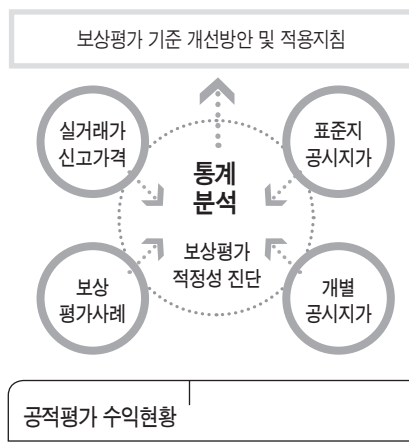 보상평가 기준 개선방안 및 적용지침
실거래가
신고가격
표준지
공시지가
통계
분석
보상평가
적정성 진단
보상
평가사례
개별
공시지가
공적평가 수익현황